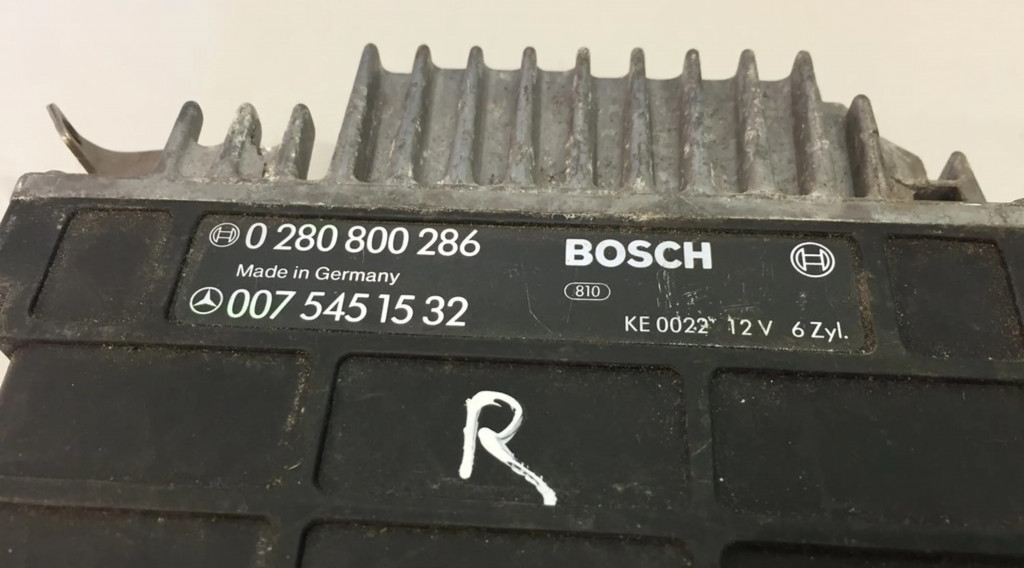 0 280 800 286
Made in Germany
007 545 15 32
BOSCH
810
KE 0022 12 V 6 Zyl.
R